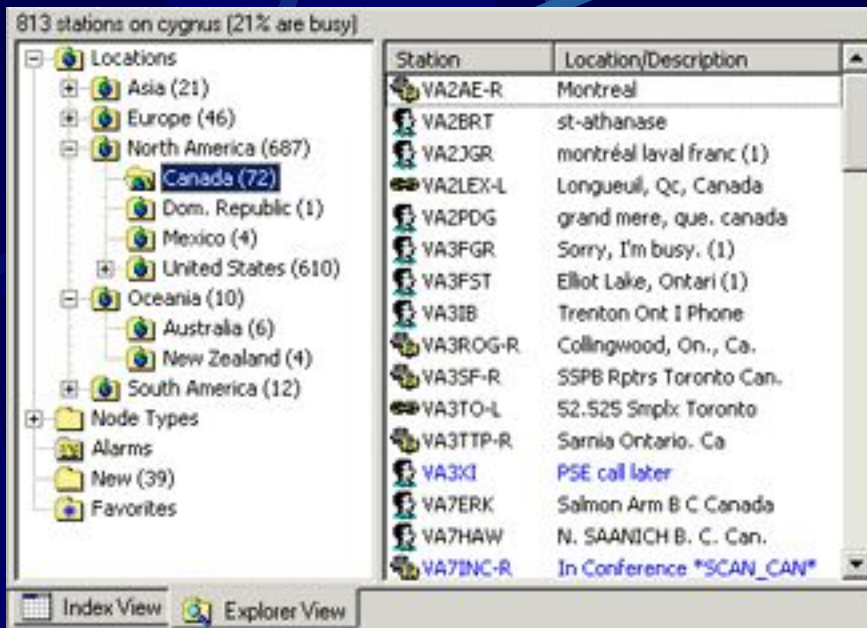 813 stations on cygnus (21% are busy)
Locations
Asia (21)
Europe (46)
North America (687)
Canada (72)
Dom. Republic (1)
Mexico (4)
United States (610)
Oceania (10)
Australia (6)
New Zealand (4)
South America (12)
Node Types
Alarms
New (39)
Favorites
Station Location/Description
VA2AE-R Montreal
VA2BRT st-athanase
VA2JGR montréal laval franc (1)
VA2LEX-L Longueuil, Qc, Canada
VA2PDG grand mere, que. canada
VA3FGR Sorry, I'm busy. (1)
VA3FST Elliot Lake, Ontari (1)
VA3IB Trenton Ont I Phone
VA3ROG-R Collingwood, On., Ca.
VA3SF-R SSPB Rptrs Toronto Can.
VA3TO-L 52.525 Smplx Toronto
VA3TTP-R Sarnia Ontario. Ca
VA3XI PSE call later
VA7ERK Salmon Arm B C Canada
VA7HAW N. SAANICH B. C. Can.
VA7INC-R In Conference *SCAN_CAN*
Index View Explorer View